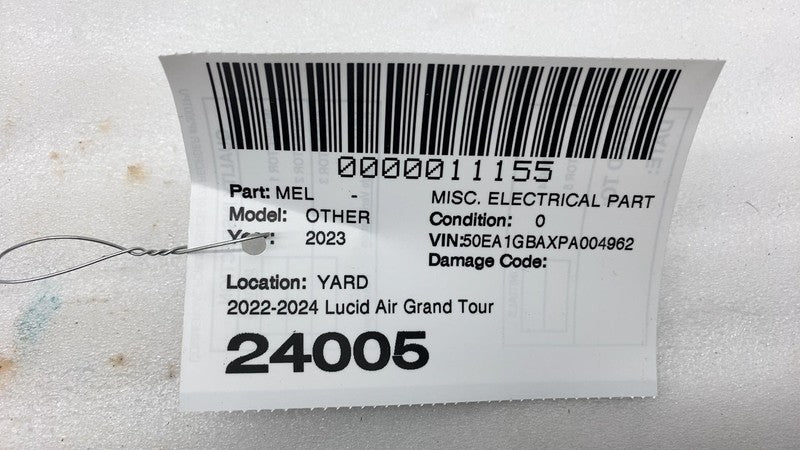 0000011155
Part: MEL - MISC. ELECTRICAL PART
Model: OTHER Condition: 0
Year: 2023 VIN:50EA1GBAXPA004962
Damage Code:
Location: YARD
2022-2024 Lucid Air Grand Tour
24005